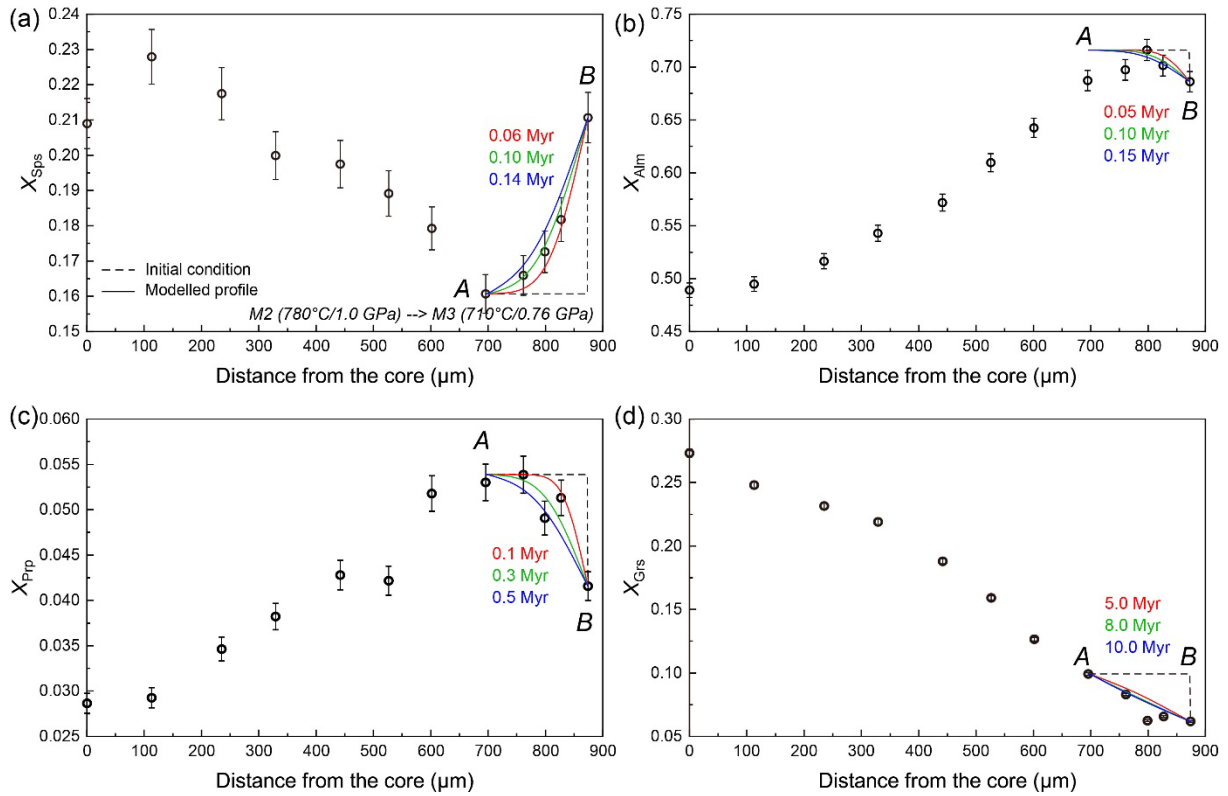 (a)
0.24
0.23
0.22
0.21
0.20
0.19
0.18
0.17
0.16
0.15
XSps
B
0.06 Myr
0.10 Myr
0.14 Myr
A
Initial condition
Modelled profile
M2 (780°C/1.0 GPa) --> M3 (710°C/0.76 GPa)
0 100 200 300 400 500 600 700 800 900
Distance from the core (μm)
(b)
0.75
0.70
0.65
0.60
0.55
0.50
0.45
XAlm
A
B
0.05 Myr
0.10 Myr
0.15 Myr
0 100 200 300 400 500 600 700 800 900
Distance from the core (μm)
(c)
0.060
0.055
0.050
0.045
0.040
0.035
0.030
0.025
XPrp
A
0.1 Myr
0.3 Myr
0.5 Myr
B
0 100 200 300 400 500 600 700 800 900
Distance from the core (μm)
(d)
0.30
0.25
0.20
0.15
0.10
0.05
XGrs
5.0 Myr
8.0 Myr
10.0 Myr
A B
0 100 200 300 400 500 600 700 800 900
Distance from the core (μm)